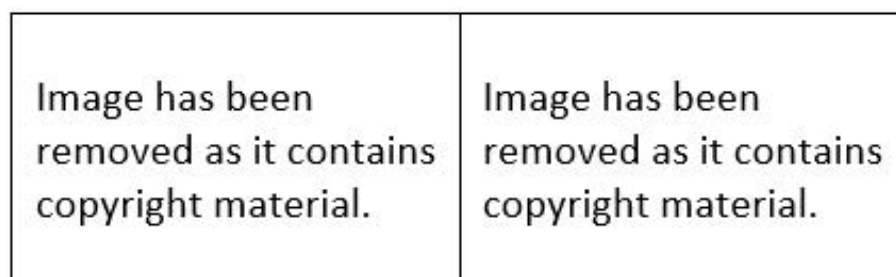 Image has been
removed as it contains
copyright material.
Image has been
removed as it contains
copyright material.